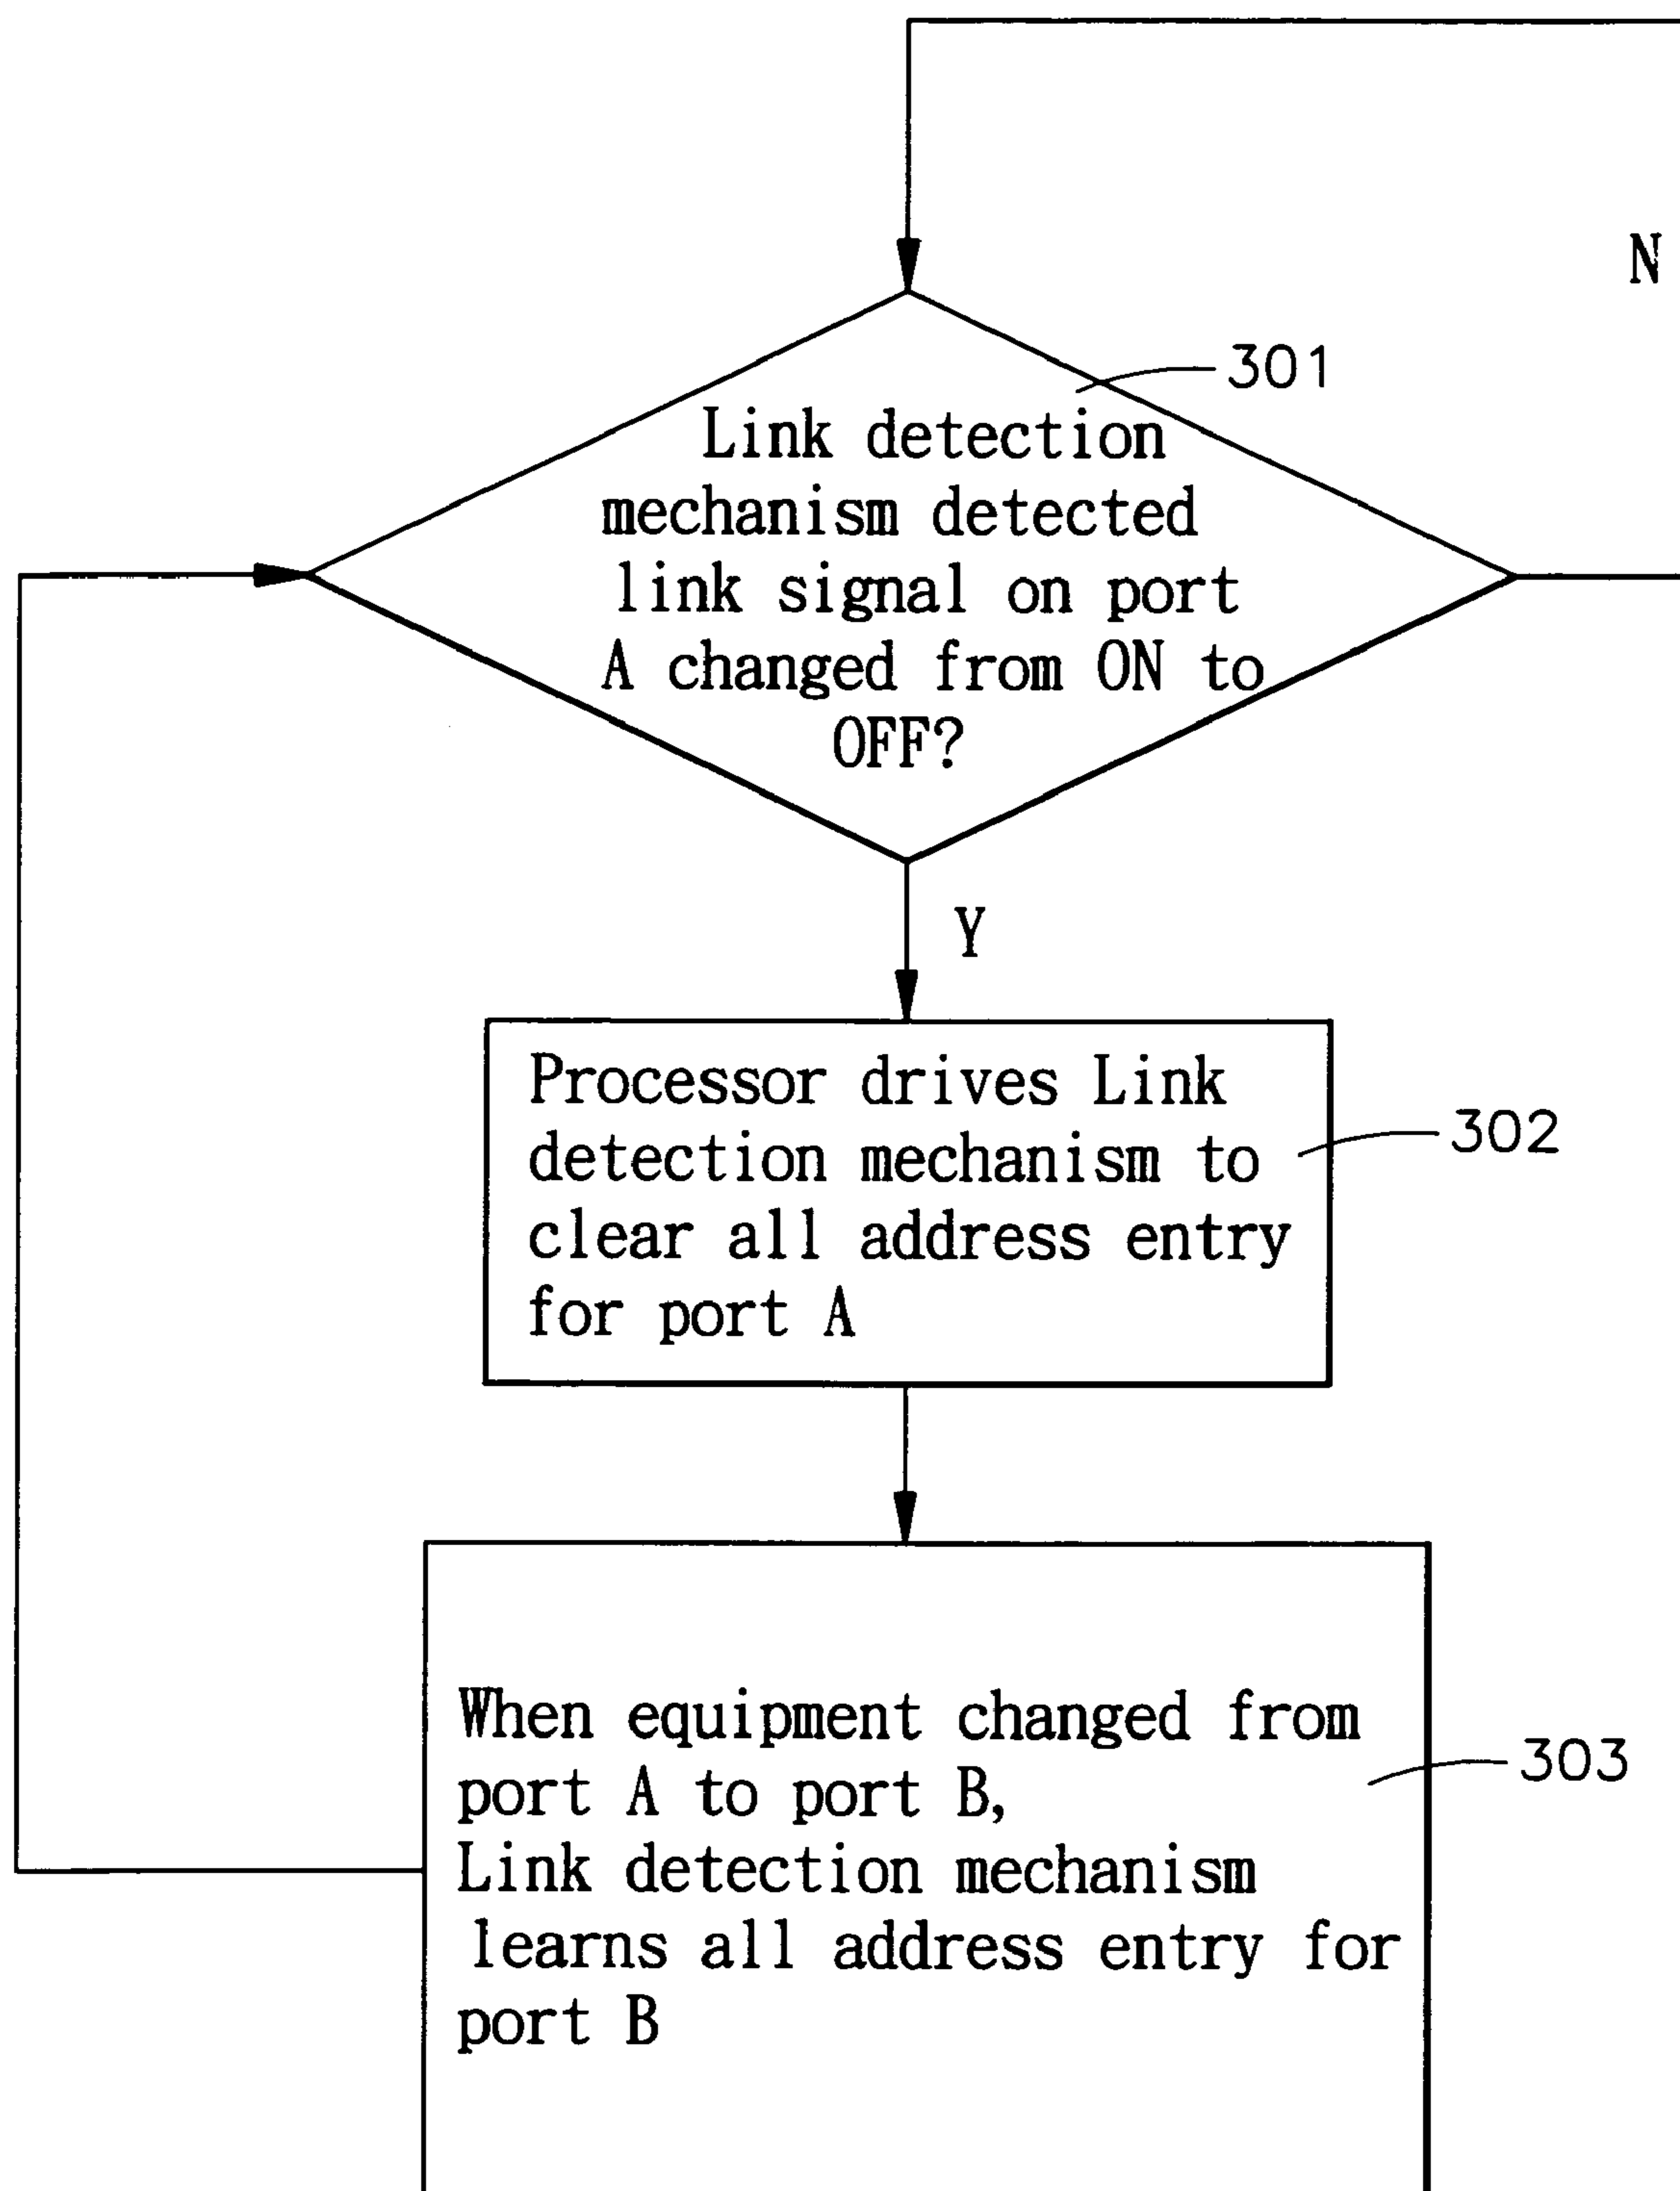 N
301
Link detection
mechanism detected
link signal on port
A changed from ON to
OFF?
Y
Processor drives Link
detection mechanism to
clear all address entry
for port A
302
When equipment changed from
port A to port B,
Link detection mechanism
learns all address entry for
port B
303